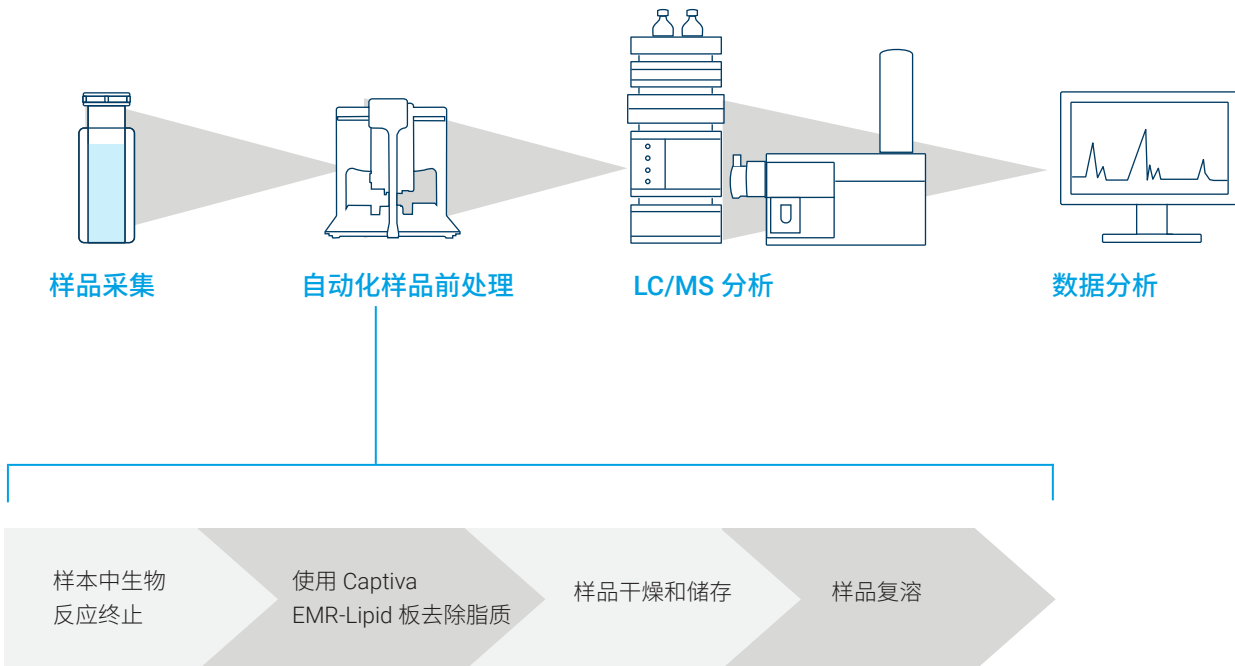 样品采集
自动化样品前处理
LC/MS 分析
数据分析
样本中生物
反应终止
使用 Captiva
EMR-Lipid 板去除脂质
样品干燥和储存
样品复溶